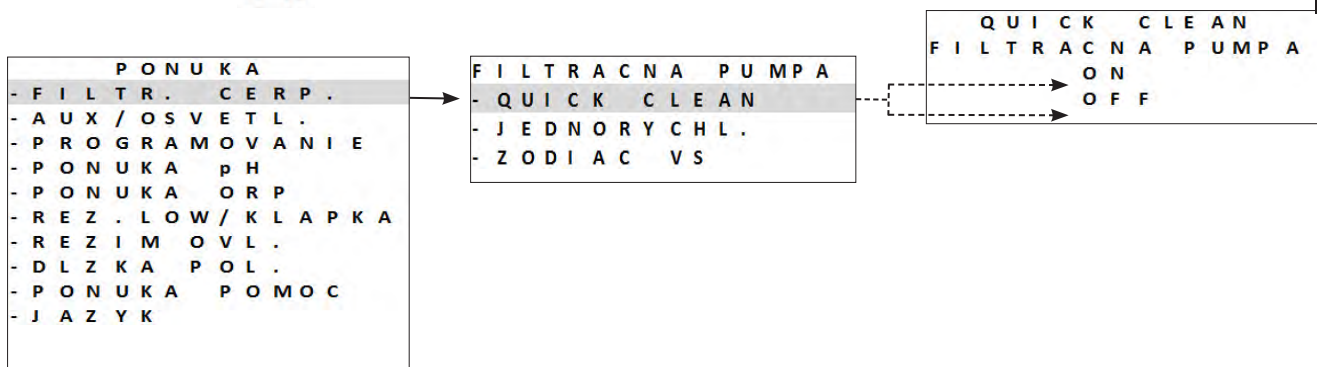 PONUKA
-FILTR. CERP.
-AUX/OSVETL.
-PROGRAMOVANIE
-PONUKA pH
-PONUKA ORP
-REZ.LOW/KLAPKA
-REZIM OVL.
-DLZKA POL.
-PONUKA POMOC
-JAZYK
FILTRACNA PUMPA
- QUICK CLEAN
- JEDNORYCHL.
- ZODIAC VS
QUICK CLEAN
FILTRACNA PUMPA
ON
OFF